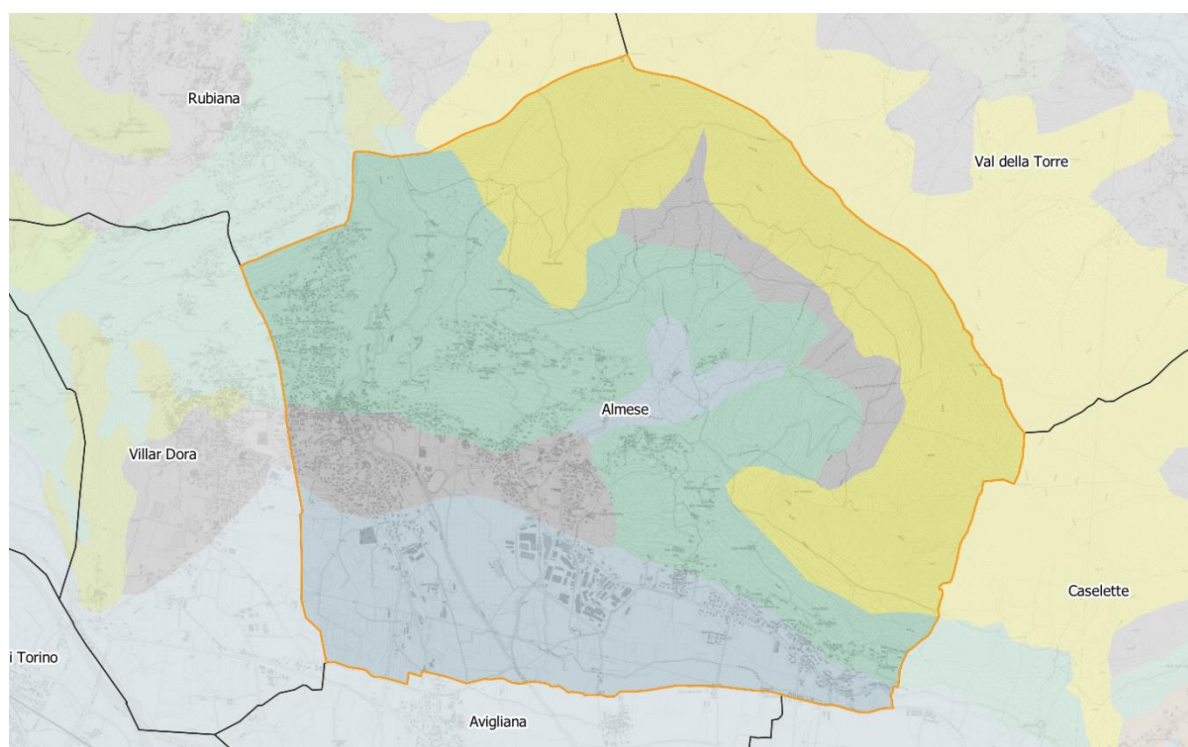 Rubiana
Val della Torre
Almese
Villar Dora
Caselette
i Torino
Avigliana